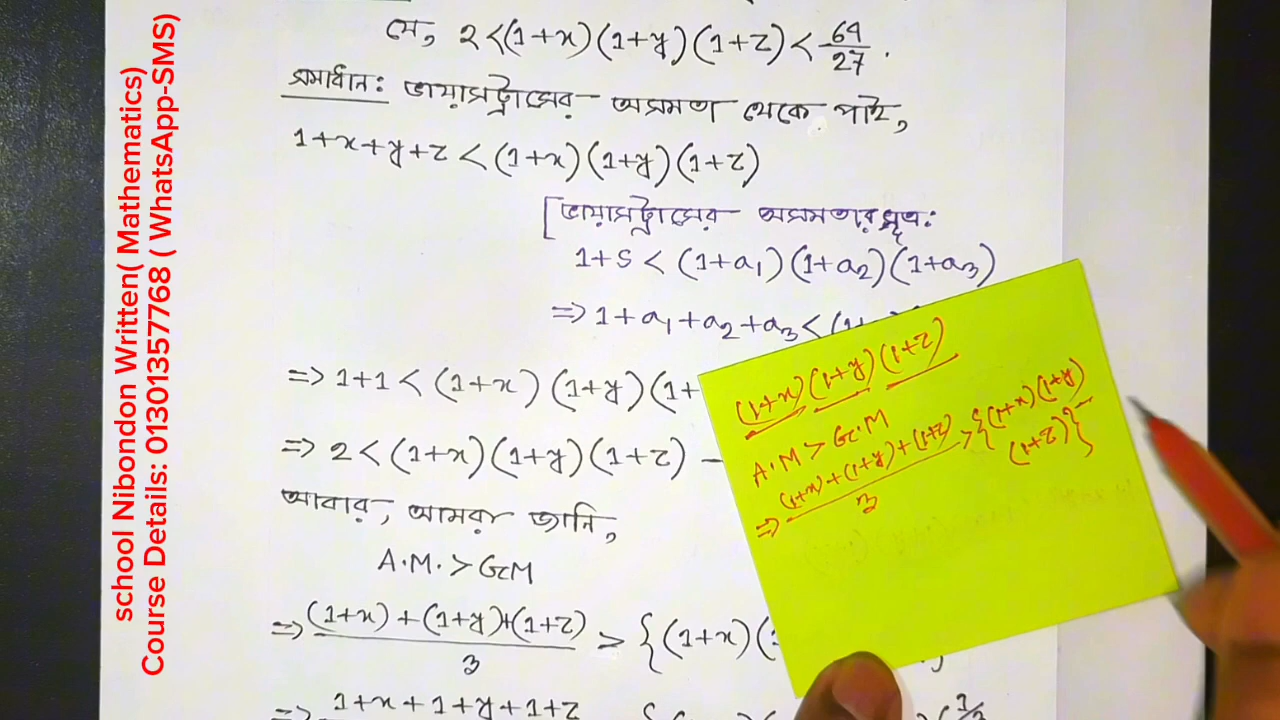 school Nibondon Written( Mathematics)
Course Details: 01301357768 ( WhatsApp-SMS)
যে, 2<(1+x)(1+y)(1+z)<64/27.
সমাধান: ভায়াসট্রাসের অসমতা থেকে পাই,
1+x+y+z<(1+x)(1+y)(1+z)
[ভায়াসট্রাসের অসমতার সূত্র:
1+S<(1+a₁)(1+a₂)(1+a₃)
⇒1+a₁+a₂+a₃<(1+
⇒1+1<(1+x)(1+y)(1+
⇒2<(1+x)(1+y)(1+z) –
আবার, আমরা জানি,
A.M.>GM
⇒ (1+x)+(1+y)+(1+z)/3 > {(1+x)(
⇒ 1+x+1+y+1+z
(1+x)(1+y)(1+z)
A.M>G.M
⇒ (1+x)+(1+y)+(1+z)/3 >{(1+x)(1+y)
(1+z)}